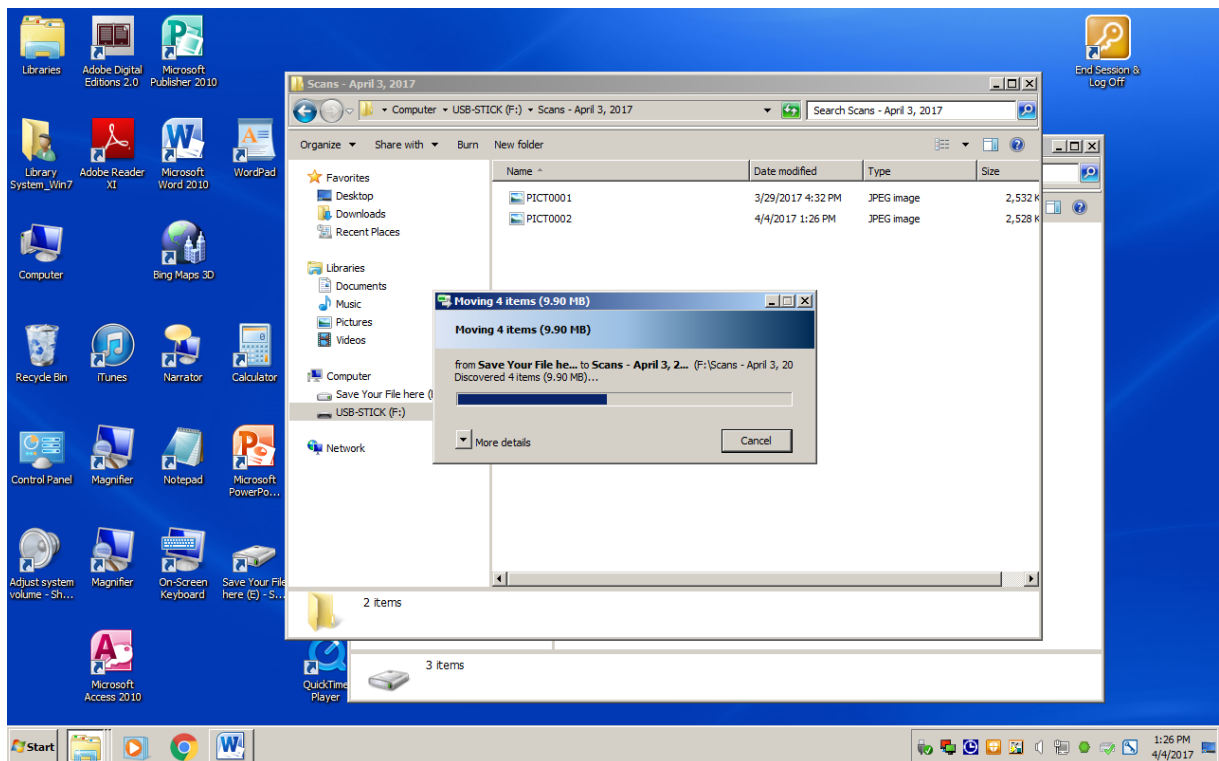 Libraries
Adobe Digital
Editions 2.0
Microsoft
Publisher 2010
End Session &
Log Off
Library
System_Win7
Adobe Reader
XI
Microsoft
Word 2010
WordPad
Computer
Bing Maps 3D
Recycle Bin
iTunes
Narrator
Calculator
Control Panel
Magnifier
Notepad
Microsoft
PowerPo...
Adjust system
volume - Sh...
Magnifier
On-Screen
Keyboard
Save Your File
here (E) - S...
Microsoft
Access 2010
QuickTime
Player
Scans - April 3, 2017
Computer USB-STICK (F:) Scans - April 3, 2017
Search Scans - April 3, 2017
Organize Share with Burn New folder
Favorites
Desktop
Downloads
Recent Places
Libraries
Documents
Music
Pictures
Videos
Computer
Save Your File here (
USB-STICK (F:)
Network
Name Date modified Type Size
PICT0001 3/29/2017 4:32 PM JPEG image 2,532 K
PICT0002 4/4/2017 1:26 PM JPEG image 2,528 K
Moving 4 items (9.90 MB)
Moving 4 items (9.90 MB)
from Save Your File he... to Scans - April 3, 2... (F:\Scans - April 3, 20
Discovered 4 items (9.90 MB)...
More details
Cancel
2 items
3 items
Start
1:26 PM
4/4/2017